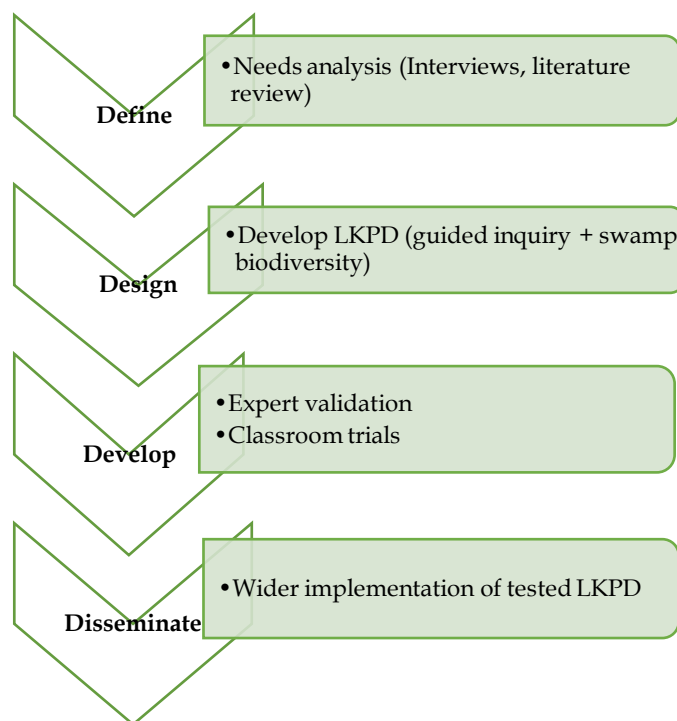 Define
•Needs analysis (Interviews, literature
review)
Design
•Develop LKPD (guided inquiry + swamp
biodiversity)
Develop
•Expert validation
•Classroom trials
Disseminate
•Wider implementation of tested LKPD